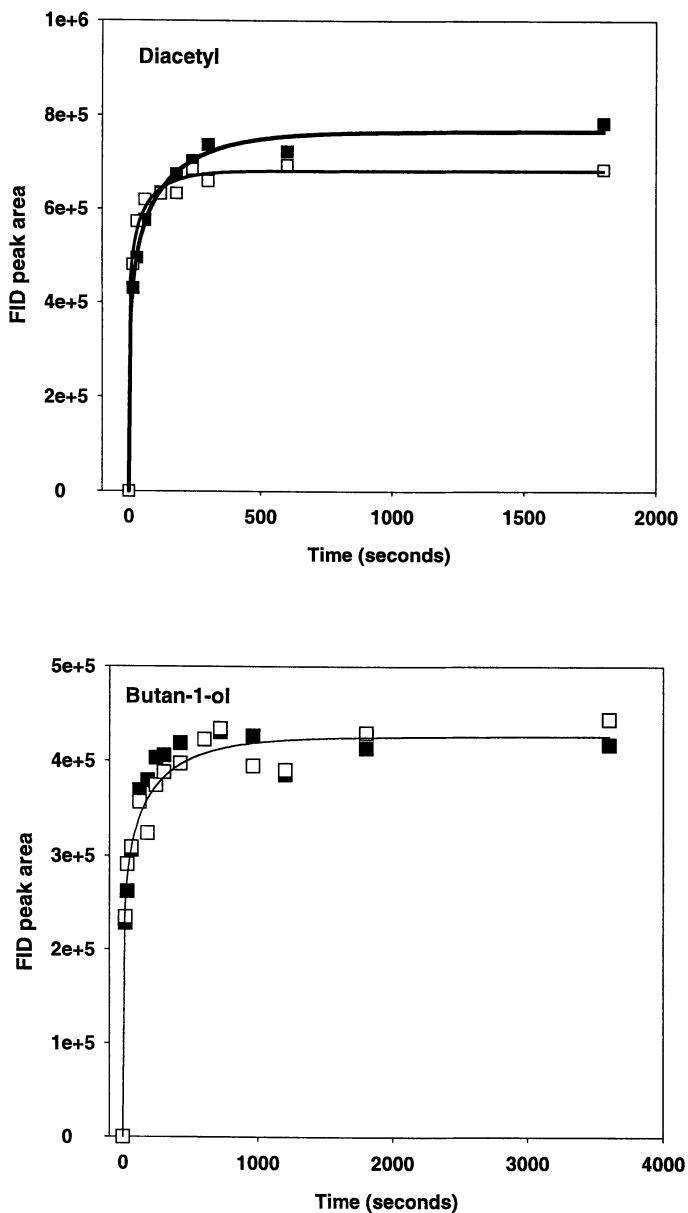 1e+6
Diacetyl
8e+5
6e+5
4e+5
2e+5
0
FID peak area
0 500 1000 1500 2000
Time (seconds)
5e+5
Butan-1-ol
4e+5
3e+5
2e+5
1e+5
0
FID peak area
0 1000 2000 3000 4000
Time (seconds)